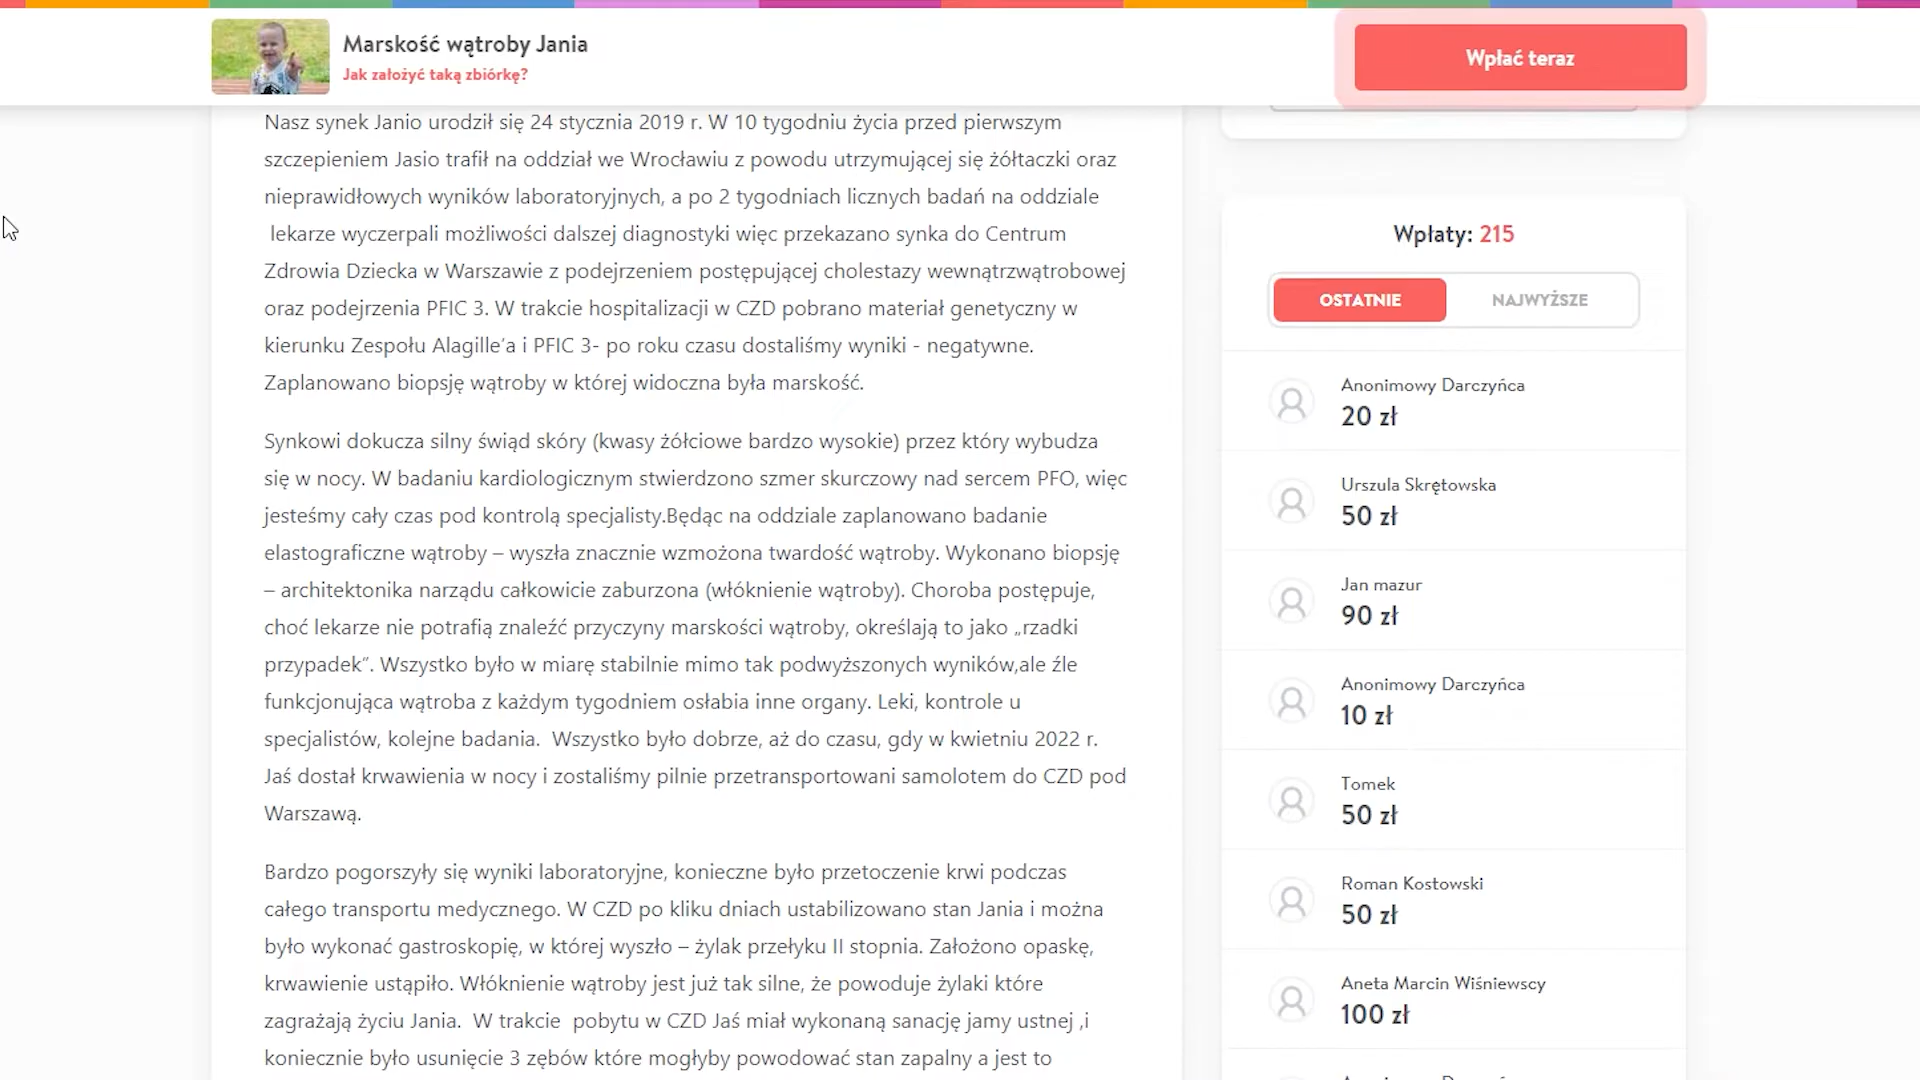 Marskość wątroby Jania
Jak założyć taką zbiórkę?
Wpłać teraz
Nasz synek Janio urodził się 24 stycznia 2019 r. W 10 tygodniu życia przed pierwszym
szczepieniem Jasio trafił na oddział we Wrocławiu z powodu utrzymującej się żółtaczki oraz
nieprawidłowych wyników laboratoryjnych, a po 2 tygodniach licznych badań na oddziale
lekarze wyczerpali możliwości dalszej diagnostyki więc przekazano synka do Centrum
Zdrowia Dziecka w Warszawie z podejrzeniem postępującej cholestazy wewnątrzwątrobowej
oraz podejrzenia PFIC 3. W trakcie hospitalizacji w CZD pobrano materiał genetyczny w
kierunku Zespołu Alagille’a i PFIC 3- po roku czasu dostaliśmy wyniki - negatywne.
Zaplanowano biopsję wątroby w której widoczna była marskość.
Synkowi dokucza silny świąd skóry (kwasy żółciowe bardzo wysokie) przez który wybudza
się w nocy. W badaniu kardiologicznym stwierdzono szmer skurczowy nad sercem PFO, więc
jesteśmy cały czas pod kontrolą specjalisty.Będąc na oddziale zaplanowano badanie
elastograficzne wątroby – wyszła znacznie wzmożona twardość wątroby. Wykonano biopsję
– architektonika narządu całkowicie zaburzona (włóknienie wątroby). Choroba postępuje,
choć lekarze nie potrafią znaleźć przyczyny marskości wątroby, określają to jako „rzadki
przypadek”. Wszystko było w miarę stabilnie mimo tak podwyższonych wyników,ale źle
funkcjonująca wątroba z każdym tygodniem osłabia inne organy. Leki, kontrole u
specjalistów, kolejne badania.  Wszystko było dobrze, aż do czasu, gdy w kwietniu 2022 r.
Jaś dostał krwawienia w nocy i zostaliśmy pilnie przetransportowani samolotem do CZD pod
Warszawą.
Bardzo pogorszyły się wyniki laboratoryjne, konieczne było przetoczenie krwi podczas
całego transportu medycznego. W CZD po kliku dniach ustabilizowano stan Jania i można
było wykonać gastroskopię, w której wyszło – żylak przełyku II stopnia. Założono opaskę,
krwawienie ustąpiło. Włóknienie wątroby jest już tak silne, że powoduje żylaki które
zagrażają życiu Jania.  W trakcie  pobytu w CZD Jaś miał wykonaną sanację jamy ustnej ,i
koniecznie było usunięcie 3 zębów które mogłyby powodować stan zapalny a jest to
Wpłaty: 215
OSTATNIE
NAJWYŻSZE
Anonimowy Darczyńca
20 zł
Urszula Skrętowska
50 zł
Jan mazur
90 zł
Anonimowy Darczyńca
10 zł
Tomek
50 zł
Roman Kostowski
50 zł
Aneta Marcin Wiśniewscy
100 zł